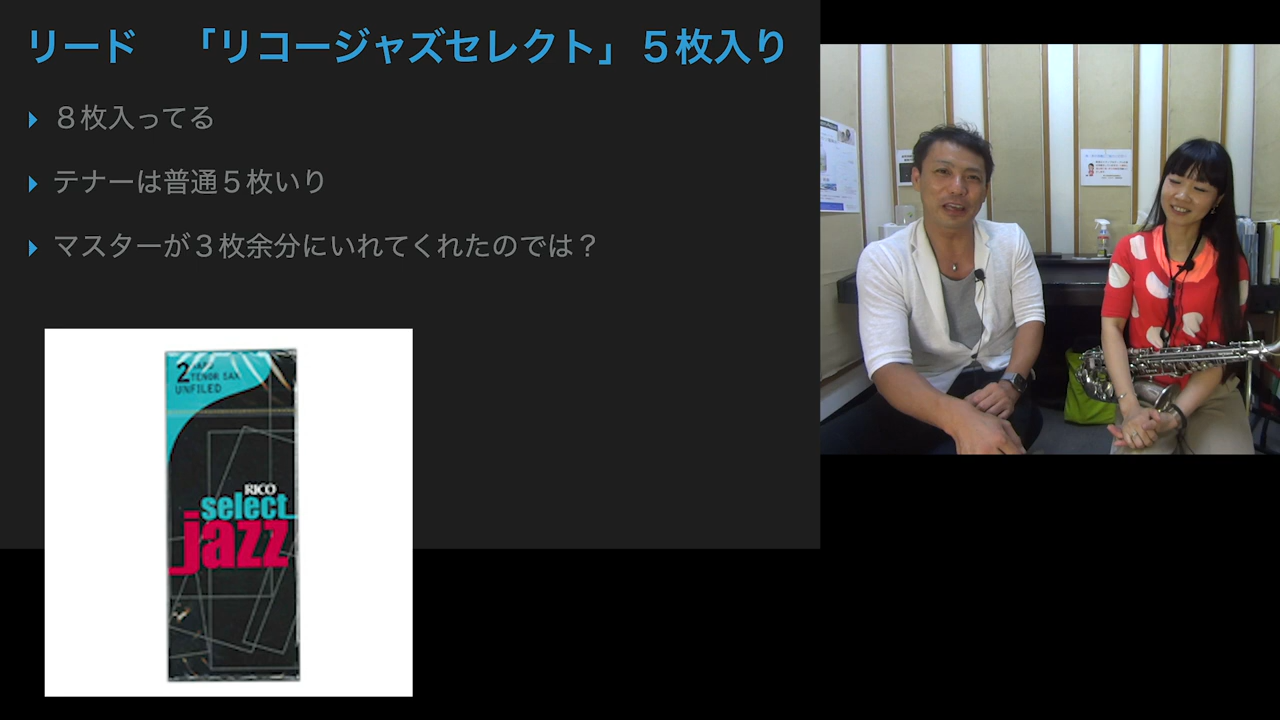 リード　「リコージャズセレクト」５枚入り
８枚入ってる
テナーは普通５枚いり
マスターが３枚余分にいれてくれたのでは？
2
TENOR SAX
UNFILED
RICO
select
jazz